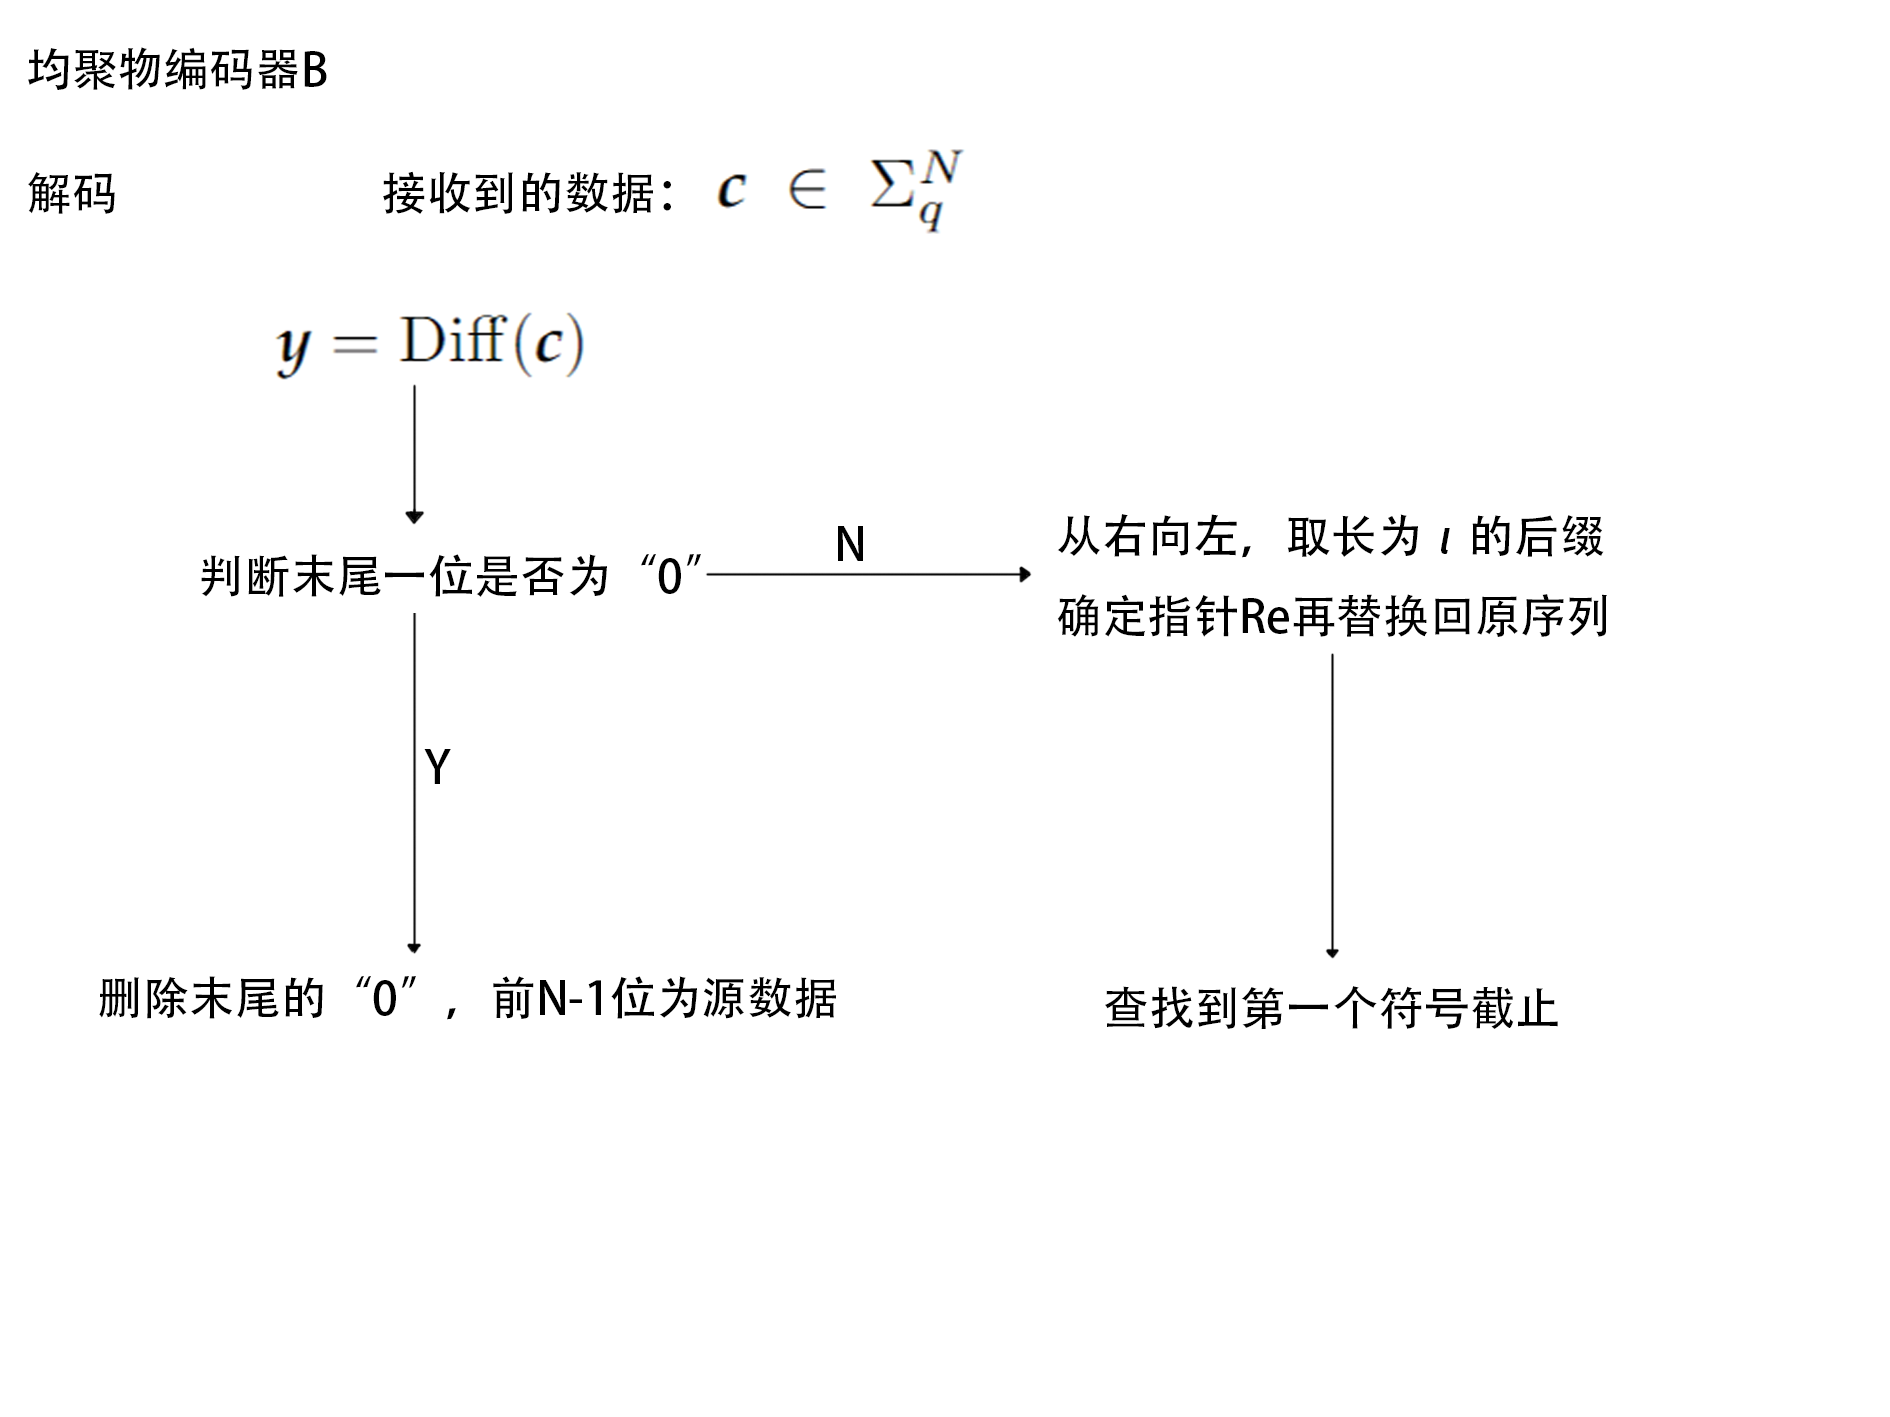 均聚物编码器B
解码 接收到的数据： c ∈ Σ_q^N
y = Diff(c)
判断末尾一位是否为“0”
N
从右向左，取长为 ι 的后缀
确定指针Re再替换回原序列
Y
删除末尾的“0”，前N-1位为源数据
查找到第一个符号截止